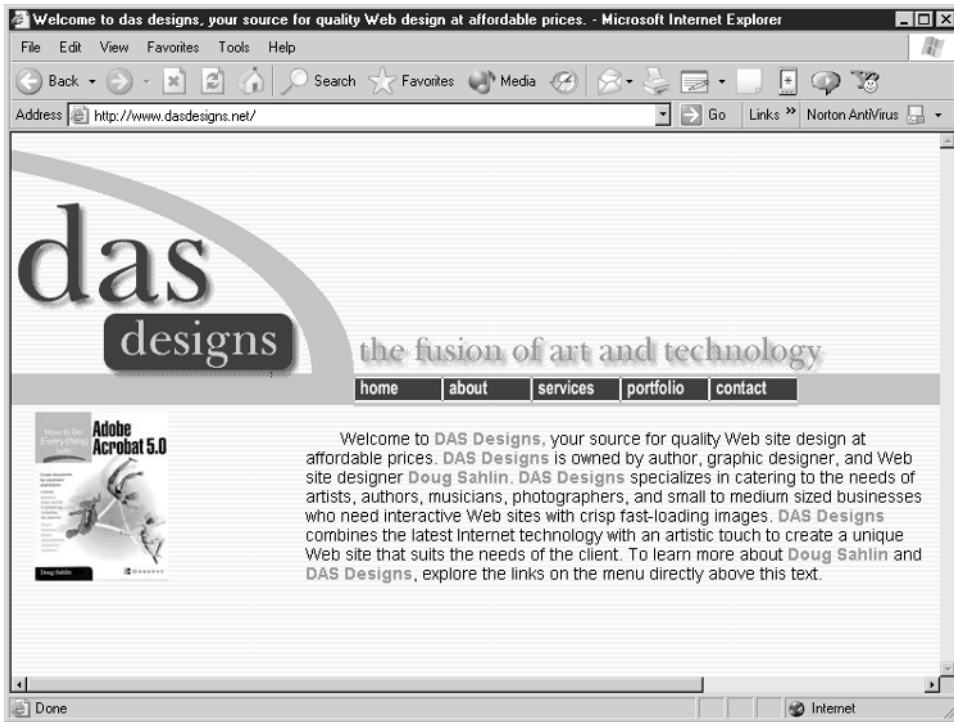 Welcome to das designs, your source for quality Web design at affordable prices. - Microsoft Internet Explorer
File Edit View Favorites Tools Help
Back Search Favorites Media
Address http://www.dasdesigns.net/ Go Links » Norton AntiVirus
das
designs
the fusion of art and technology
home about services portfolio contact
How to Do
Everything
with
Adobe
Acrobat 5.0
Doug Sahlin
Welcome to DAS Designs, your source for quality Web site design at
affordable prices. DAS Designs is owned by author, graphic designer, and Web
site designer Doug Sahlin. DAS Designs specializes in catering to the needs of
artists, authors, musicians, photographers, and small to medium sized businesses
who need interactive Web sites with crisp fast-loading images. DAS Designs
combines the latest Internet technology with an artistic touch to create a unique
Web site that suits the needs of the client. To learn more about Doug Sahlin and
DAS Designs, explore the links on the menu directly above this text.
Done Internet